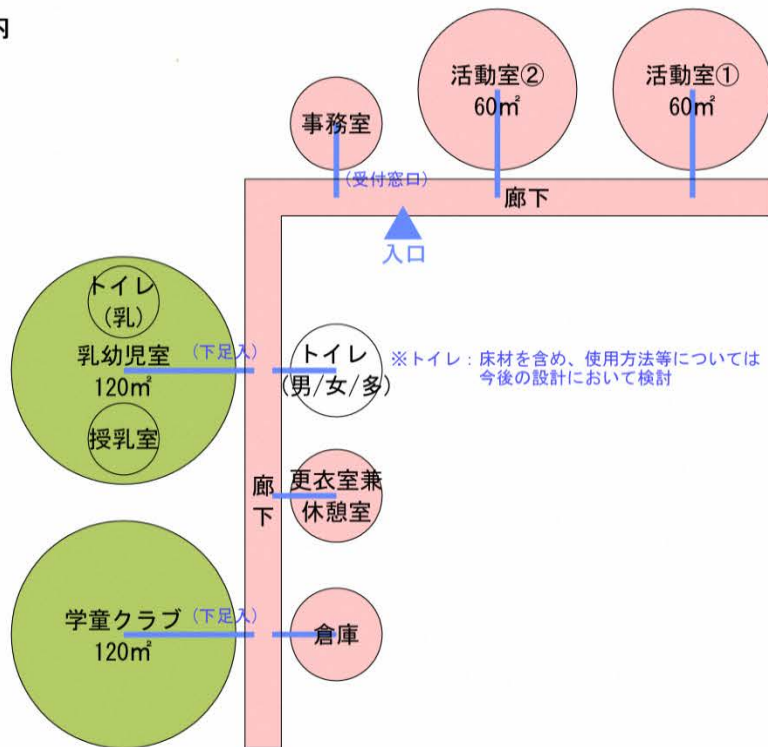 内
活動室②
60㎡
活動室①
60㎡
事務室
(受付窓口)
廊下
入口
トイレ
(乳)
乳幼児室
120㎡
(下足入)
授乳室
トイレ
(男/女/多)
※トイレ：床材を含め、使用方法等については
今後の設計において検討
廊
下
更衣室兼
休憩室
学童クラブ
120㎡
(下足入)
倉庫